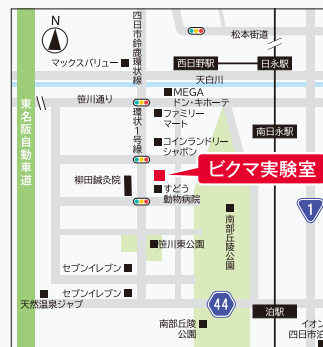 N
四日市鈴鹿環状線
松本街道
マックスバリュー
西日野駅
日永駅
天白川
笹川通り
MEGA
ドン・キホーテ
ファミリー
マート
環状1号線
コインランドリー
シャボン
南日永駅
東名阪自動車道
ビクマ実験室
柳田鍼灸院
すどう
動物病院
1
南部丘陵公園
笹川東公園
セブンイレブン
セブンイレブン
天然温泉ジャブ
44
泊駅
南部丘陵
公園
イオン
四日市泊